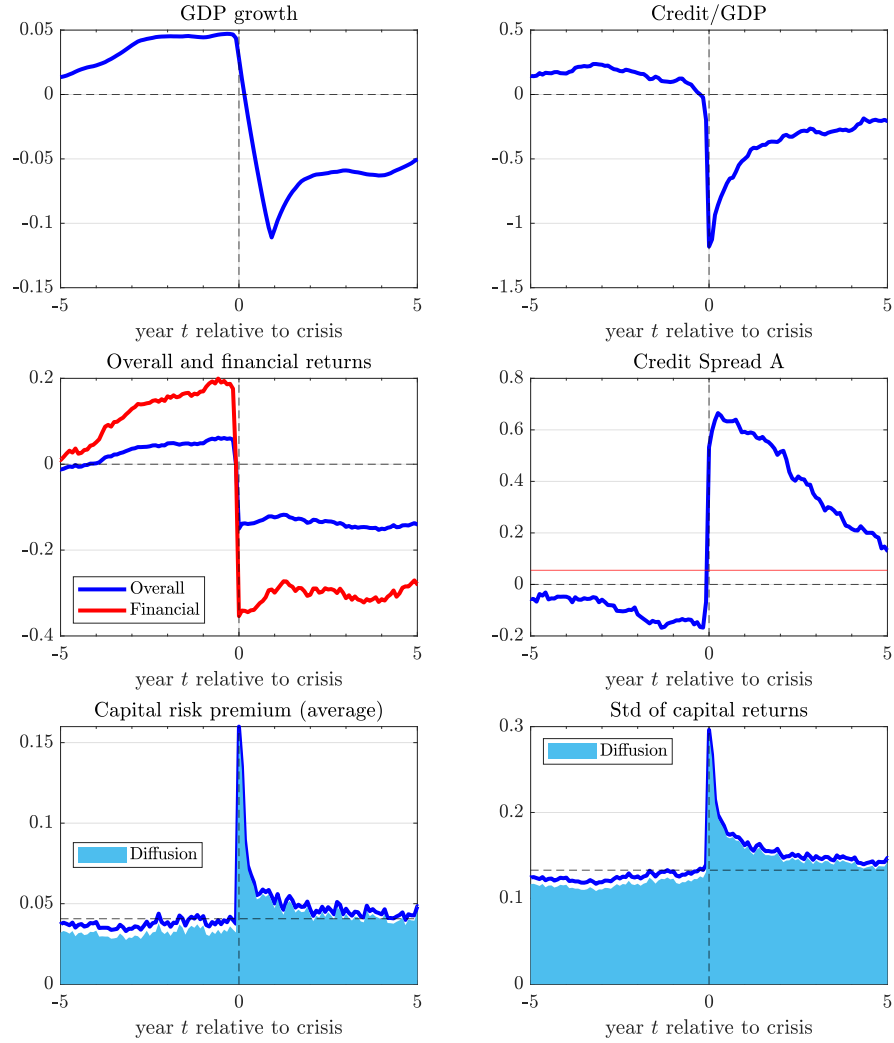 GDP growth
0.05
0
-0.05
-0.1
-0.15
-5
0
5
year t relative to crisis
Credit/GDP
0.5
0
-0.5
-1
-1.5
-5
0
5
year t relative to crisis
Overall and financial returns
0.2
0
-0.2
-0.4
Overall
Financial
-5
0
5
year t relative to crisis
Credit Spread A
0.8
0.6
0.4
0.2
0
-0.2
-5
0
5
year t relative to crisis
Capital risk premium (average)
0.15
0.1
0.05
0
Diffusion
-5
0
5
year t relative to crisis
Std of capital returns
0.3
0.2
0.1
0
Diffusion
-5
0
5
year t relative to crisis